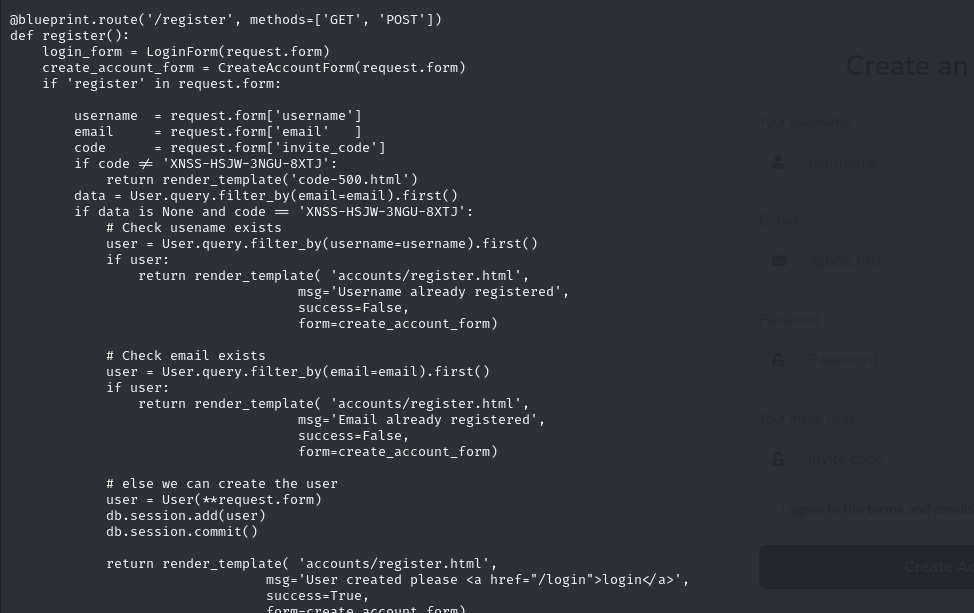 @blueprint.route('/register', methods=['GET', 'POST'])
def register():
    login_form = LoginForm(request.form)
    create_account_form = CreateAccountForm(request.form)
    if 'register' in request.form:

        username  = request.form['username']
        email     = request.form['email'   ]
        code      = request.form['invite_code']
        if code != 'XNSS-HSJW-3NGU-8XTJ':
            return render_template('code-500.html')
        data = User.query.filter_by(email=email).first()
        if data is None and code == 'XNSS-HSJW-3NGU-8XTJ':
            # Check usename exists
            user = User.query.filter_by(username=username).first()
            if user:
                return render_template( 'accounts/register.html',
                                    msg='Username already registered',
                                    success=False,
                                    form=create_account_form)

            # Check email exists
            user = User.query.filter_by(email=email).first()
            if user:
                return render_template( 'accounts/register.html',
                                    msg='Email already registered',
                                    success=False,
                                    form=create_account_form)

            # else we can create the user
            user = User(**request.form)
            db.session.add(user)
            db.session.commit()

            return render_template( 'accounts/register.html',
                                msg='User created please <a href="/login">login</a>',
                                success=True,
                                form=create_account_form)
Create an
Your username
username
E-mail
@bolt.htb
Password
Password
Your invite code
Invite code
I agree to the terms and condit
Create Ac